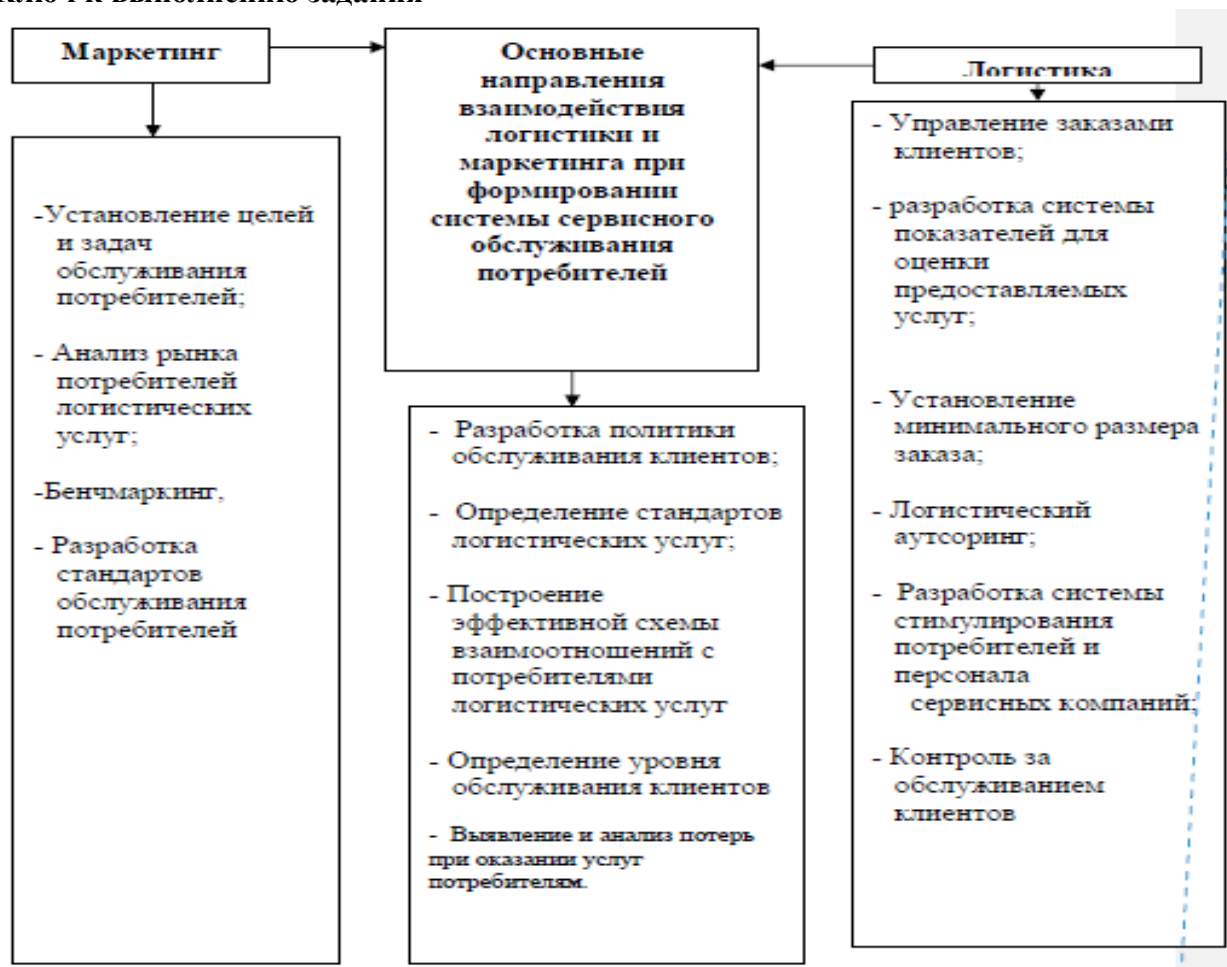 Маркетинг
-Установление целей
и задач
обслуживания
потребителей;
- Анализ рынка
потребителей
логистических
услуг;
-Бенчмаркинг,
- Разработка
стандартов
обслуживания
потребителей
Основные
направления
взаимодействия
логистики и
маркетинга при
формировании
системы сервисного
обслуживания
потребителей
- Разработка политики
обслуживания клиентов;
- Определение стандартов
логистических услуг;
- Построение
эффективной схемы
взаимоотношений с
потребителями
логистических услуг
- Определение уровня
обслуживания клиентов
- Выявление и анализ потерь
при оказании услуг
потребителям.
Логистика
- Управление заказами
клиентов;
- разработка системы
показателей для
оценки
предоставляемых
услуг;
- Установление
минимального размера
заказа;
- Логистический
аутсоринг;
- Разработка системы
стимулирования
потребителей и
персонала
сервисных компаний;
- Контроль за
обслуживанием
клиентов